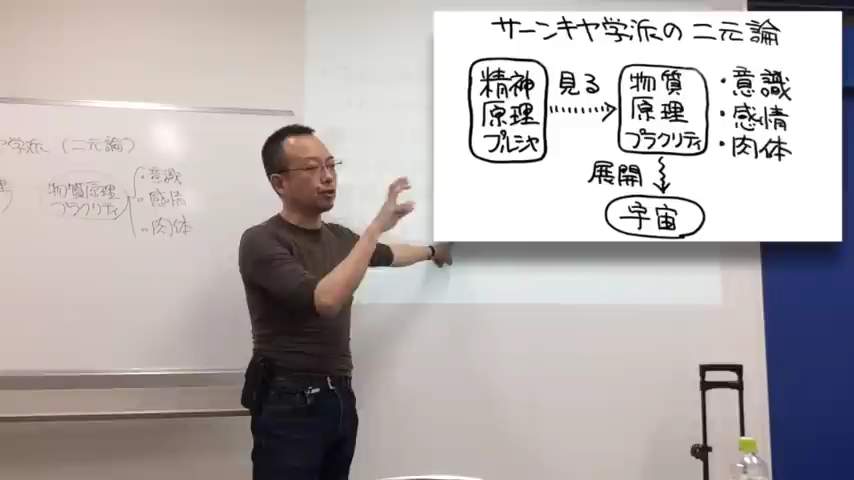 サーンキヤ学派の二元論
精神
原理
プルシャ
見る
物質
原理
プラクリティ
・意識
・感情
・肉体
展開
宇宙
学派(二元論)
物質原理
プラクリティ
・意識
・感情
・肉体